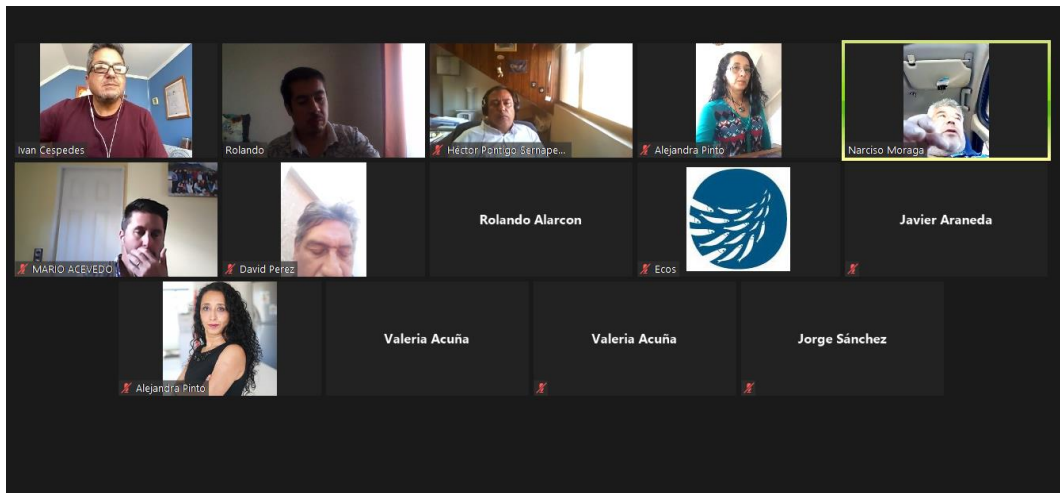 Ivan Cespedes
Rolando
Héctor Pontigo Sernape...
Alejandra Pinto
Narciso Moraga
MARIO ACEVEDO
David Perez
Rolando Alarcon
Ecos
Javier Araneda
Alejandra Pinto
Valeria Acuña
Valeria Acuña
Jorge Sánchez